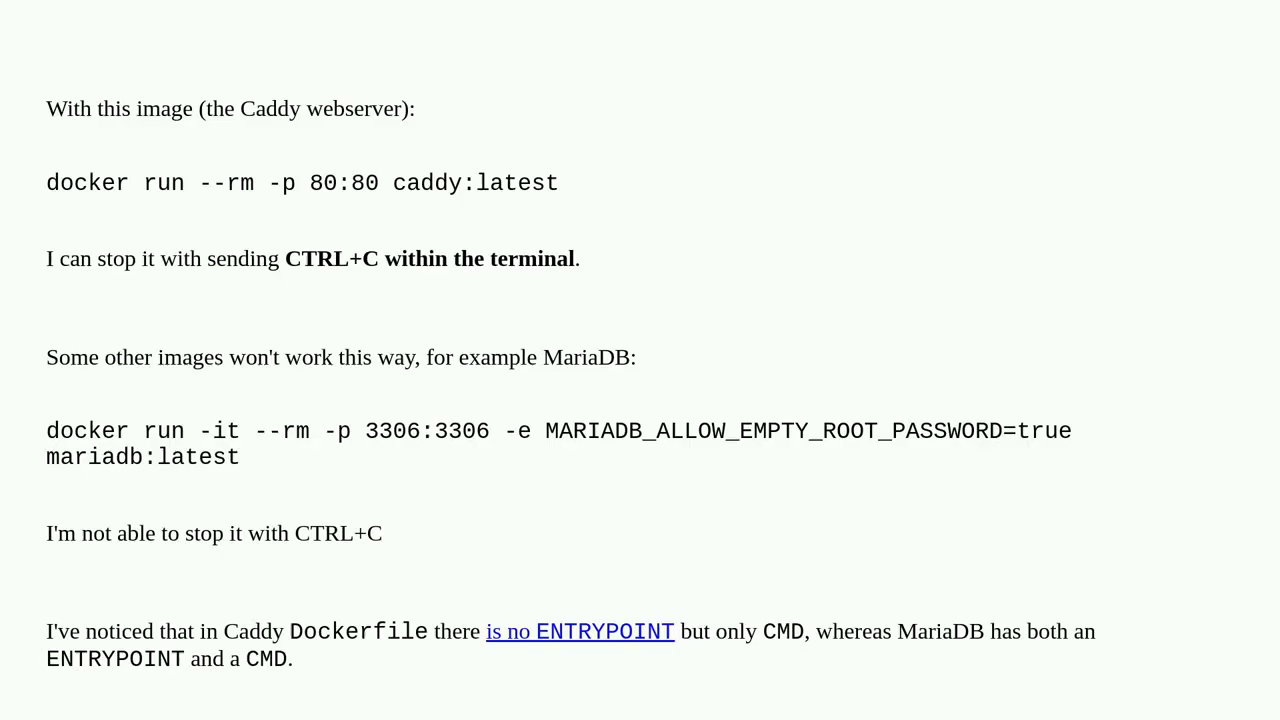 With this image (the Caddy webserver):
docker run --rm -p 80:80 caddy:latest
I can stop it with sending CTRL+C within the terminal.
Some other images won't work this way, for example MariaDB:
docker run -it --rm -p 3306:3306 -e MARIADB_ALLOW_EMPTY_ROOT_PASSWORD=true
mariadb:latest
I'm not able to stop it with CTRL+C
I've noticed that in Caddy Dockerfile there is no ENTRYPOINT but only CMD, whereas MariaDB has both an
ENTRYPOINT and a CMD.